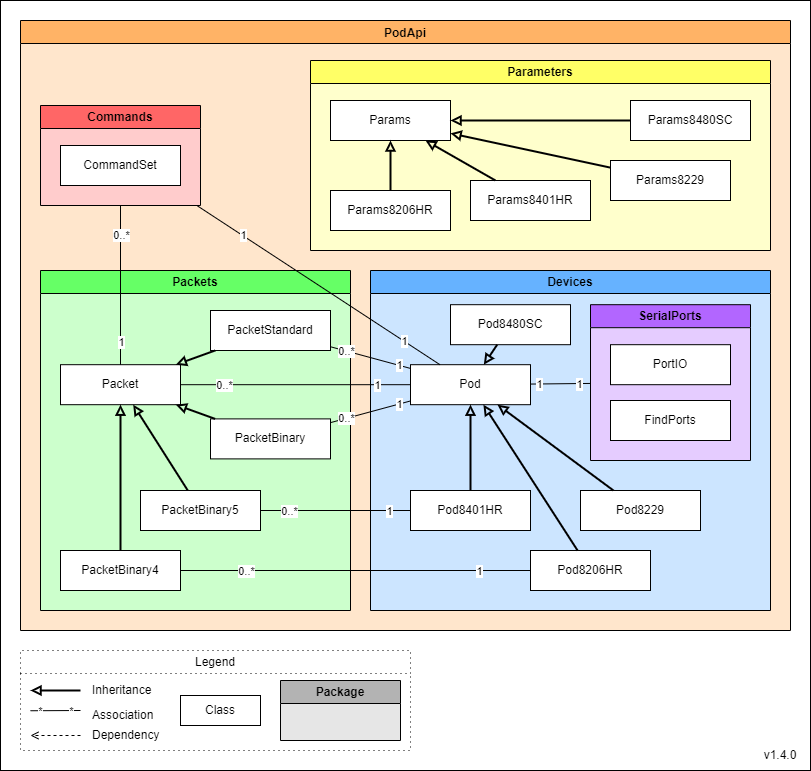 PodApi
Parameters
Params
Params8480SC
Params8229
Params8401HR
Params8206HR
Commands
CommandSet
0..*
1
1
1
Packets
PacketStandard
0..*
1
Packet
0..*
1
0..*
1
PacketBinary
PacketBinary5
0..*
1
PacketBinary4
0..*
1
Devices
Pod8480SC
Pod
1
1
SerialPorts
PortIO
FindPorts
Pod8401HR
Pod8229
Pod8206HR
Legend
Inheritance
Association
Dependency
* *
Class
Package
v1.4.0